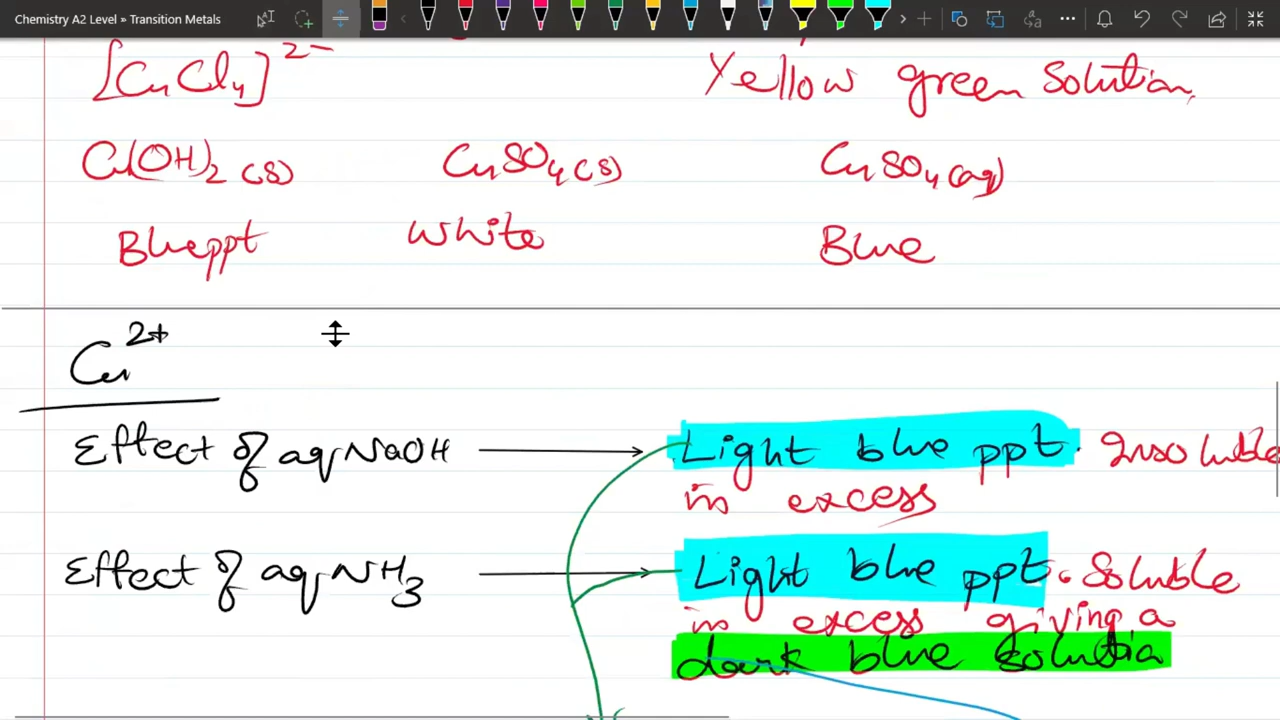 Chemistry A2 Level » Transition Metals
[CuCl4]2-
Yellow green solution,
Cu(OH)2 (s) CuSO4 (s) CuSO4 (aq)
Blue ppt White Blue
Cu2+
Effect of aq NaOH → Light blue ppt. Insoluble
in excess
Effect of aq NH3 → Light blue ppt. Soluble
in excess giving a
dark blue solution